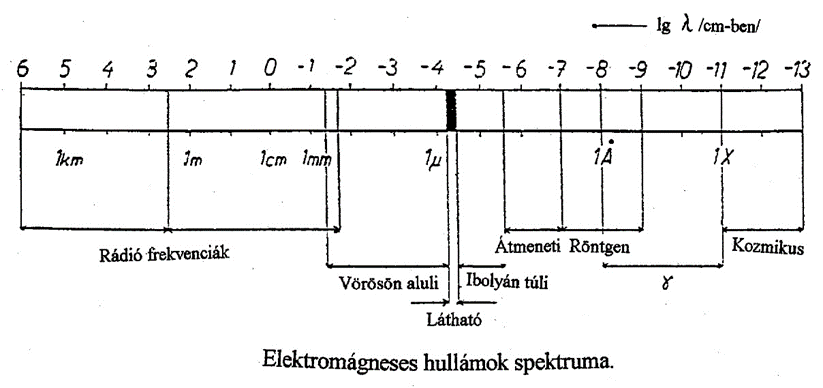 lg λ /cm-ben/
6 5 4 3 2 1 0 -1 -2 -3 -4 -5 -6 -7 -8 -9 -10 -11 -12 -13
1km 1m 1cm 1mm 1μ 1Å 1X
Rádió frekvenciák Átmeneti Röntgen Kozmikus
Vörösön aluli Ibolyán túli γ
Látható
Elektromágneses hullámok spektruma.